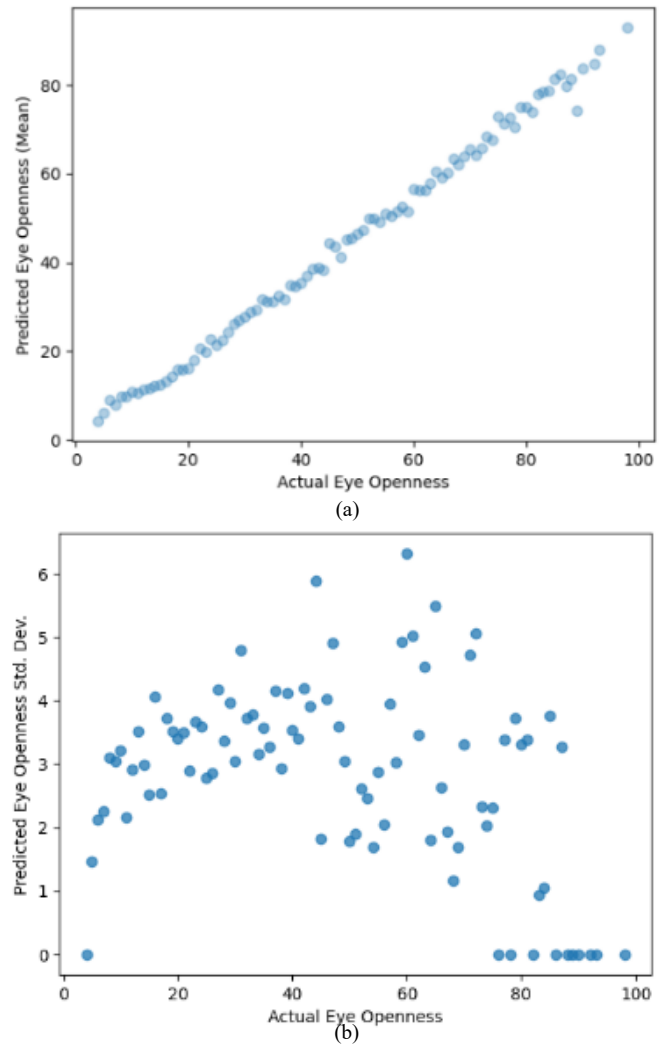 Predicted Eye Openness (Mean)
80
60
40
20
0
0 20 40 60 80 100
Actual Eye Openness
(a)
Predicted Eye Openness Std. Dev.
6
5
4
3
2
1
0
0 20 40 60 80 100
Actual Eye Openness
(b)